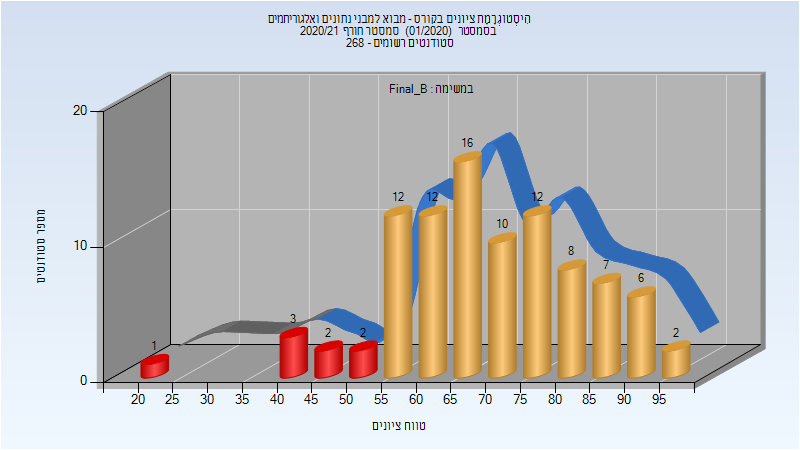 הִיסְטוגְרָמַת ציונים בקורס - מבוא למבני נתונים ואלגוריתמים
בסמסטר (01/2020) סמסטר חורף 2020/21
סטודנטים רשומים - 268
במשימה : Final_B
מספר סטודנטים
20
10
0
1
3
2
2
12
12
16
10
12
8
7
6
2
20 25 30 35 40 45 50 55 60 65 70 75 80 85 90 95
טווח ציונים